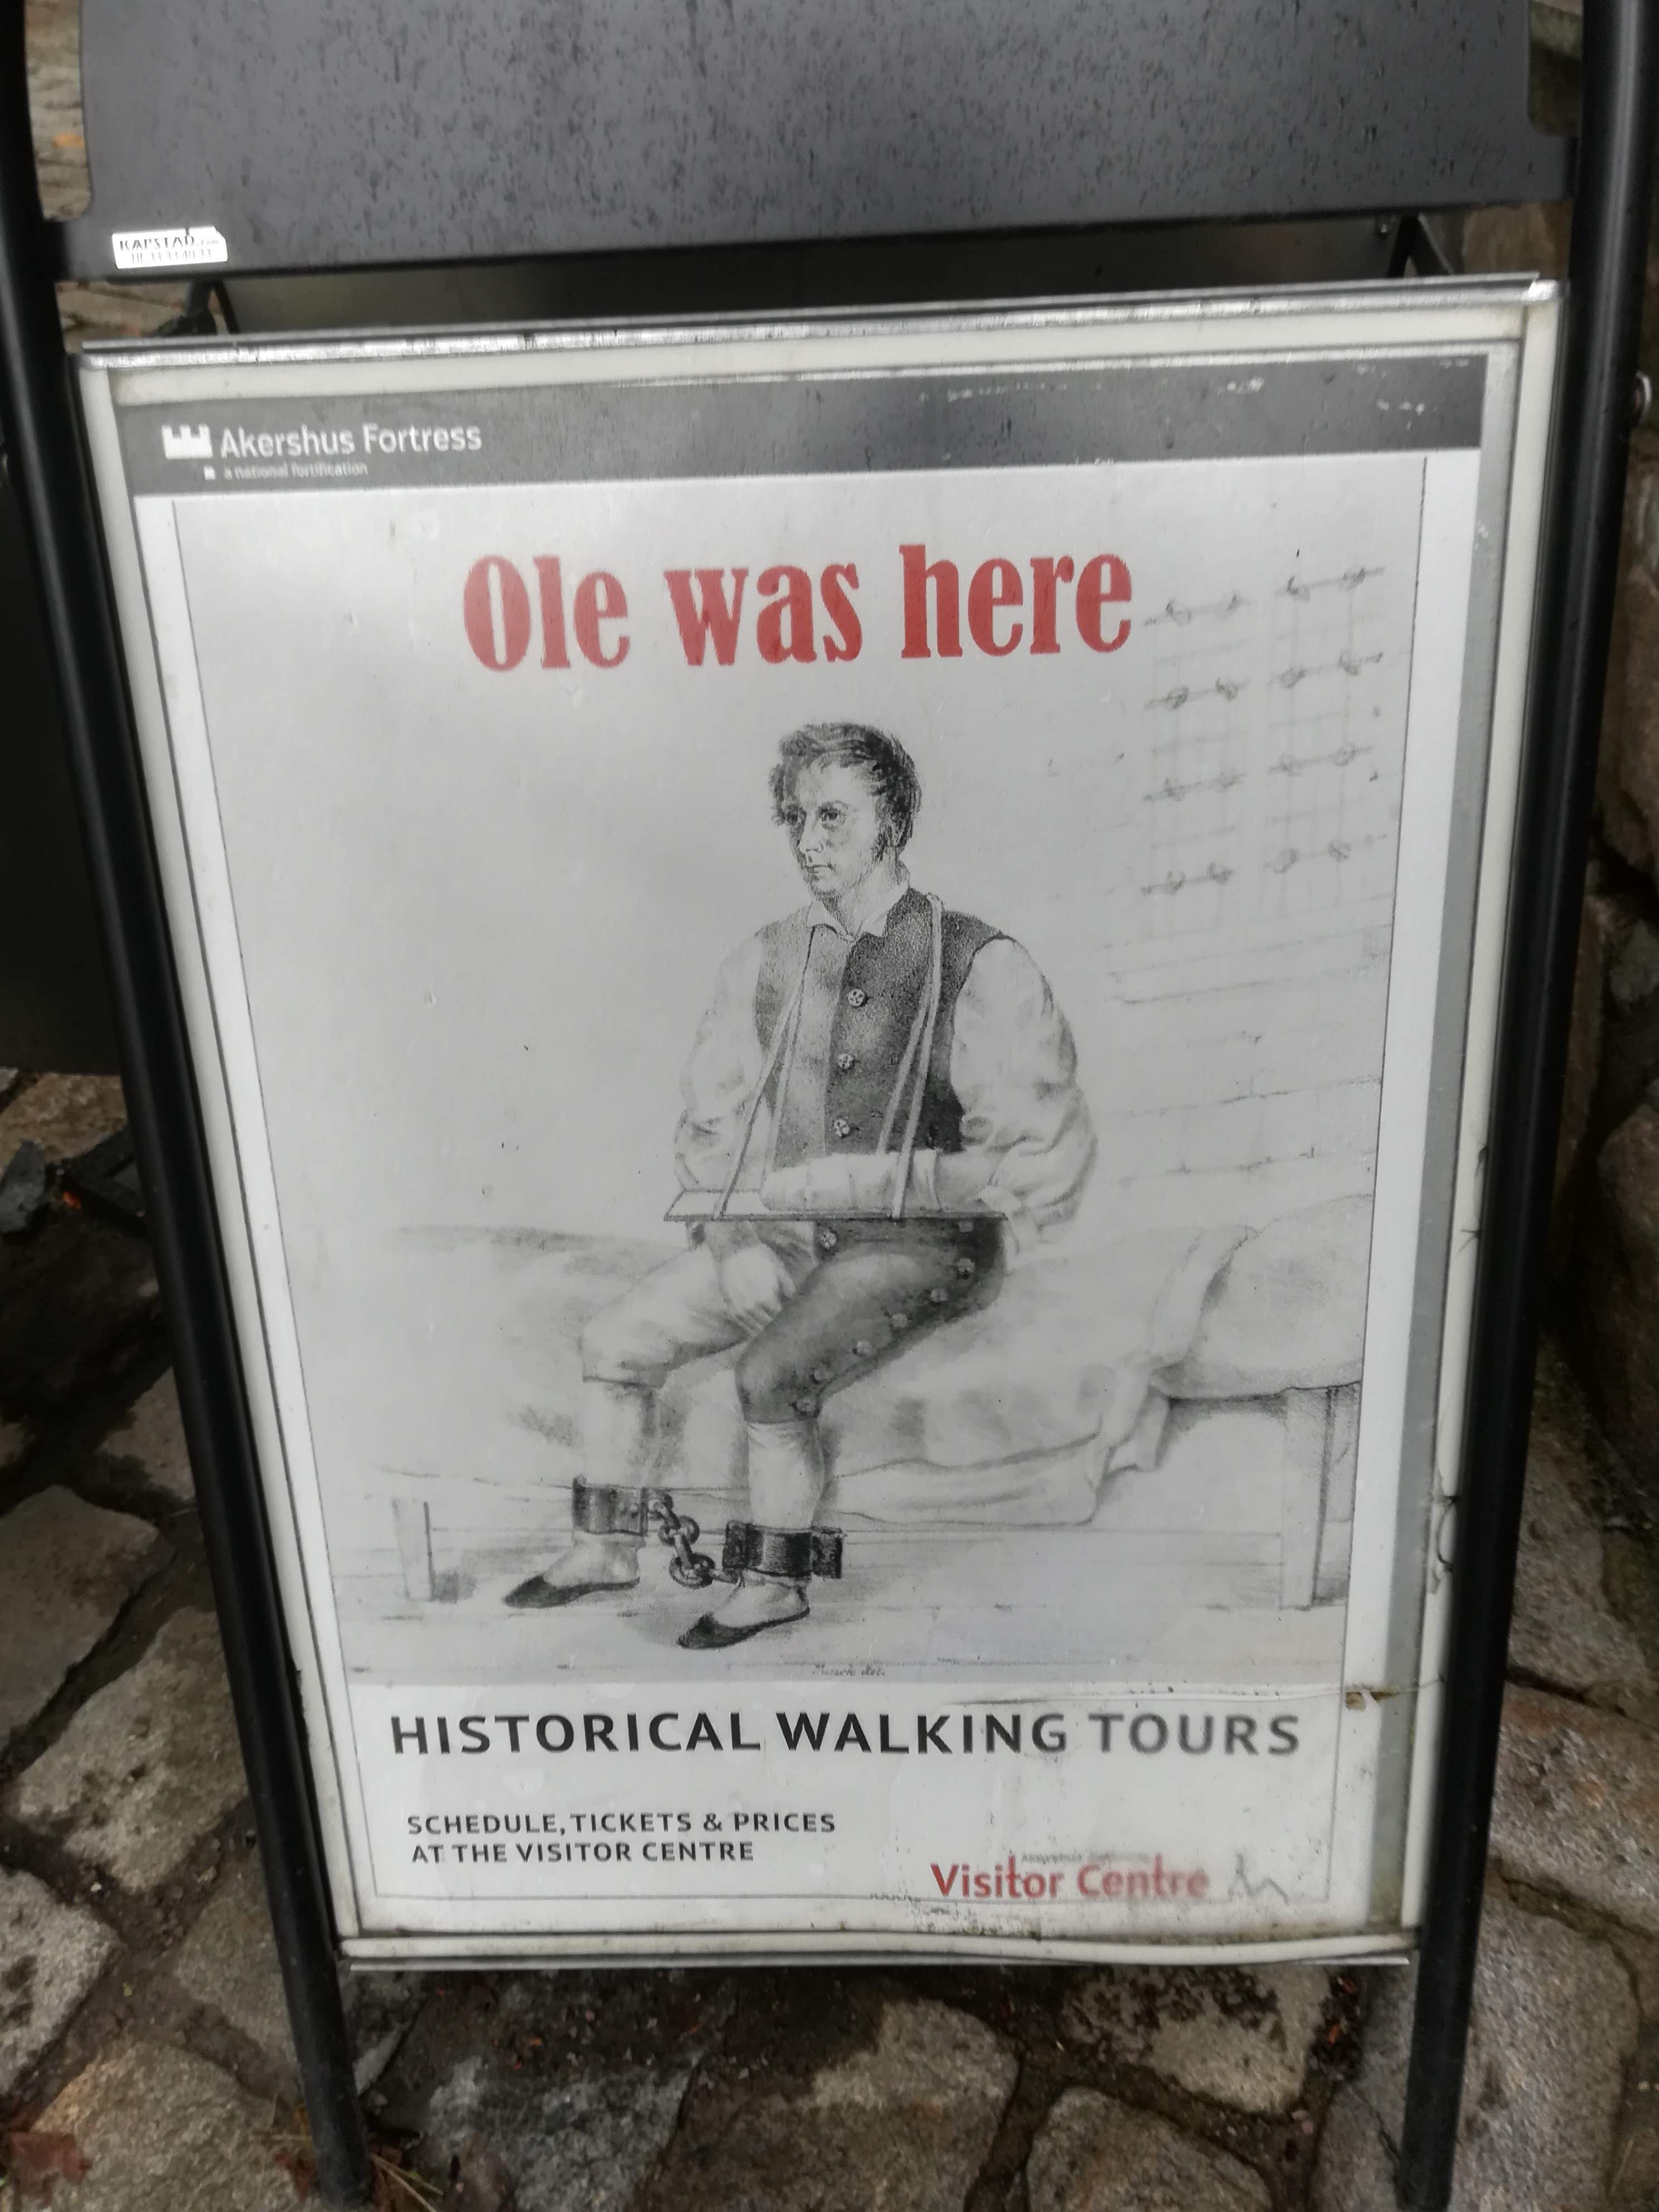 KAPSTAD
Akershus Fortress
a national fortification
Ole was here
HISTORICAL WALKING TOURS
SCHEDULE, TICKETS & PRICES
AT THE VISITOR CENTRE
Visitor Centre